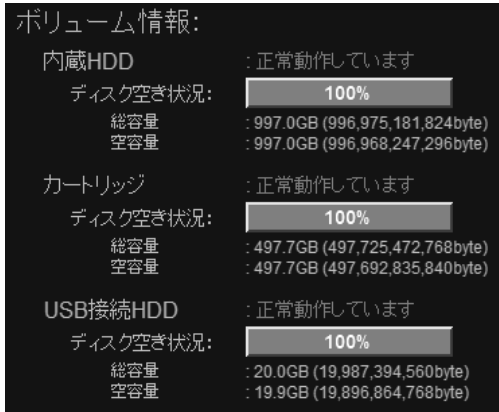 ボリューム情報:
内蔵HDD : 正常動作しています
ディスク空き状況: 100%
総容量 : 997.0GB (996,975,181,824byte)
空容量 : 997.0GB (996,968,247,296byte)
カートリッジ : 正常動作しています
ディスク空き状況: 100%
総容量 : 497.7GB (497,725,472,768byte)
空容量 : 497.7GB (497,692,835,840byte)
USB接続HDD : 正常動作しています
ディスク空き状況: 100%
総容量 : 20.0GB (19,987,394,560byte)
空容量 : 19.9GB (19,896,864,768byte)